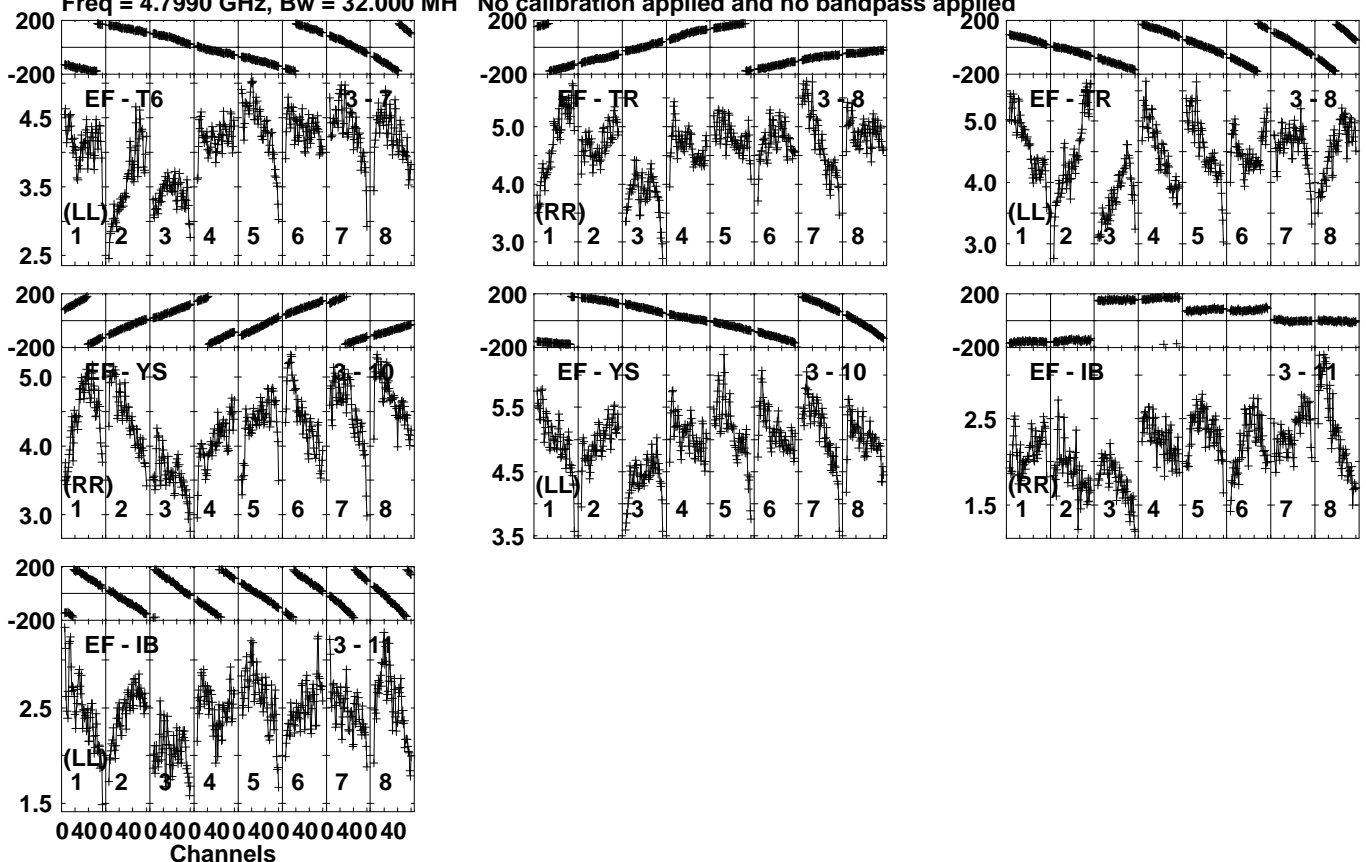 Freq = 4.7990 GHz, Bw = 32.000 MH No calibration applied and no bandpass applied
200
-200
EF - T6 3 - 7
4.5
3.5
2.5
(LL)
1 2 3 4 5 6 7 8
200
-200
EF - TR 3 - 8
5.0
4.0
3.0
(RR)
1 2 3 4 5 6 7 8
200
-200
EF - TR 3 - 8
5.0
4.0
3.0
(LL)
1 2 3 4 5 6 7 8
200
-200
EF - YS 3 - 10
5.0
4.0
3.0
(RR)
1 2 3 4 5 6 7 8
200
-200
EF - YS 3 - 10
5.5
4.5
3.5
(LL)
1 2 3 4 5 6 7 8
200
-200
EF - IB 3 - 11
2.5
1.5
(RR)
1 2 3 4 5 6 7 8
200
-200
EF - IB 3 - 11
2.5
1.5
(LL)
1 2 3 4 5 6 7 8
0 40 0 40 0 40 0 40 0 40 0 40 0 40 0 40
Channels